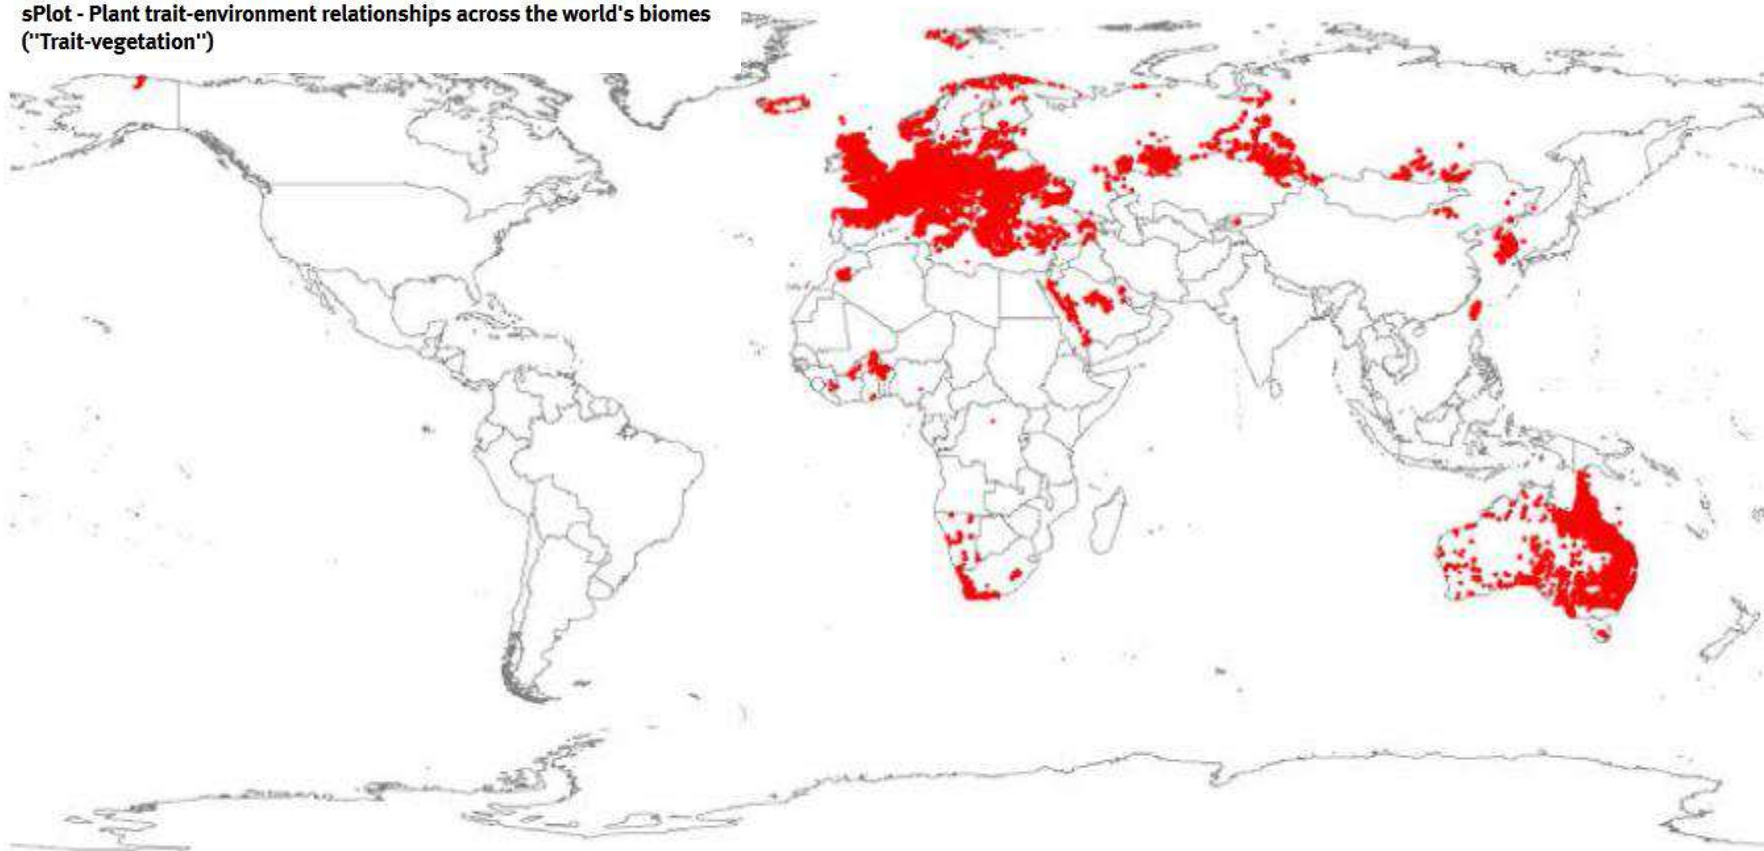 sPlot - Plant trait-environment relationships across the world's biomes
("Trait-vegetation")